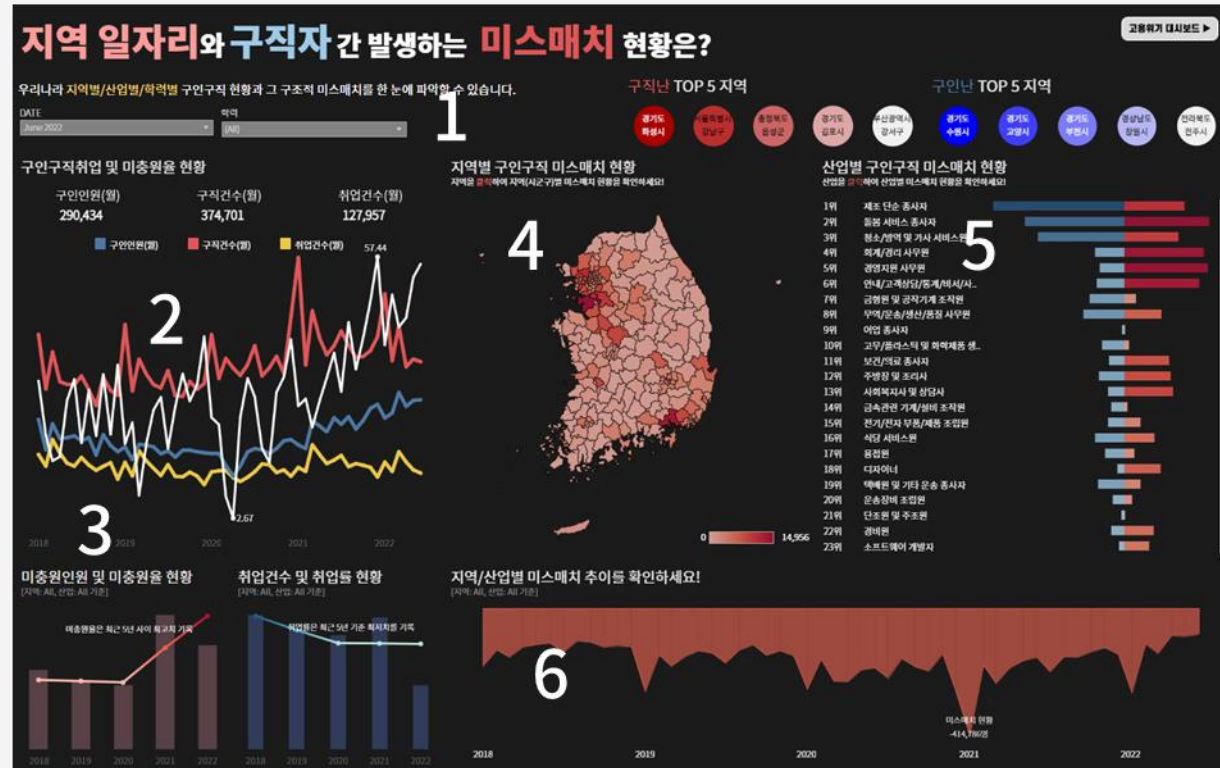 지역 일자리와 구직자 간 발생하는 미스매치 현황은?
고용위기 대시보드 ▶
우리나라 지역별/산업별/학력별 구인구직 현황과 그 구조적 미스매치를 한 눈에 파악할 수 있습니다.
DATE
June 2022
학력
(All)
1
구직난 TOP 5 지역
경기도 화성시
서울특별시 강남구
충청북도 음성군
경기도 김포시
부산광역시 강서구
구인난 TOP 5 지역
경기도 수원시
경기도 고양시
경기도 부천시
경상남도 창원시
전라북도 전주시
구인구직취업 및 미충원율 현황
구인인원(월) 구직건수(월) 취업건수(월)
290,434 374,701 127,957
구인인원(월) 구직건수(월) 취업건수(월)
57.44
2
2.67
3
2018 2019 2020 2021 2022
지역별 구인구직 미스매치 현황
지역을 클릭하여 지역(시군구)별 미스매치 현황을 확인하세요!
4
0 14,956
산업별 구인구직 미스매치 현황
산업을 클릭하여 산업별 미스매치 현황을 확인하세요!
5
1위 제조 단순 종사자
2위 돌봄 서비스 종사자
3위 청소/방역 및 가사 서비스원
4위 회계/경리 사무원
5위 경영지원 사무원
6위 안내/고객상담/통계/비서/사..
7위 금형원 및 공작기계 조작원
8위 무역/운송/생산/품질 사무원
9위 어업 종사자
10위 고무/플라스틱 및 화학제품 생..
11위 보건/의료 종사자
12위 주방장 및 조리사
13위 사회복지사 및 상담사
14위 금속관련 기계/설비 조작원
15위 전기/전자 부품/제품 조립원
16위 식당 서비스원
17위 용접원
18위 디자이너
19위 택배원 및 기타 운송 종사자
20위 운송장비 조립원
21위 단조원 및 주조원
22위 경비원
23위 소프트웨어 개발자
미충원인원 및 미충원율 현황
[지역: All, 산업: All 기준]
미충원율은 최근 5년 사이 최고치 기록
2018 2019 2020 2021 2022
취업건수 및 취업률 현황
[지역: All, 산업: All 기준]
취업률은 최근 5년 기준 최저치를 기록
2018 2019 2020 2021 2022
지역/산업별 미스매치 추이를 확인하세요!
[지역: All, 산업: All 기준]
6
미스매치 현황
-414,786명
2018 2019 2020 2021 2022